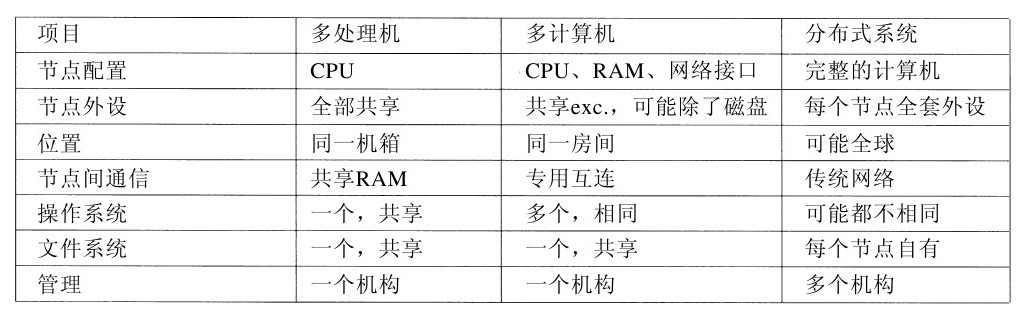 项目 多处理机 多计算机 分布式系统
节点配置 CPU CPU、RAM、网络接口 完整的计算机
节点外设 全部共享 共享exc.，可能除了磁盘 每个节点全套外设
位置 同一机箱 同一房间 可能全球
节点间通信 共享RAM 专用互连 传统网络
操作系统 一个，共享 多个，相同 可能都不相同
文件系统 一个，共享 一个，共享 每个节点自有
管理 一个机构 一个机构 多个机构